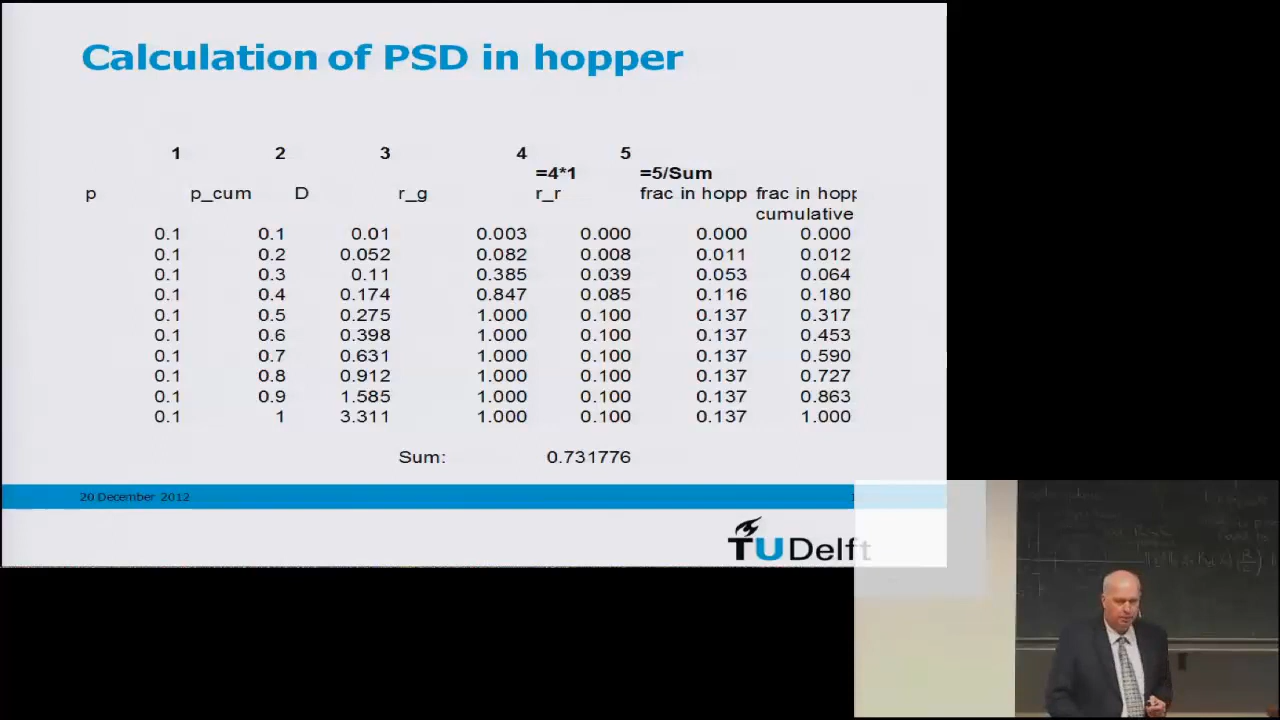 Calculation of PSD in hopper
1 2 3 4 5
=4*1 =5/Sum
p p_cum D r_g r_r frac in hopp frac in hopp
cumulative
0.1 0.1 0.01 0.003 0.000 0.000 0.000
0.1 0.2 0.052 0.082 0.008 0.011 0.012
0.1 0.3 0.11 0.385 0.039 0.053 0.064
0.1 0.4 0.174 0.847 0.085 0.116 0.180
0.1 0.5 0.275 1.000 0.100 0.137 0.317
0.1 0.6 0.398 1.000 0.100 0.137 0.453
0.1 0.7 0.631 1.000 0.100 0.137 0.590
0.1 0.8 0.912 1.000 0.100 0.137 0.727
0.1 0.9 1.585 1.000 0.100 0.137 0.863
0.1 1 3.311 1.000 0.100 0.137 1.000
Sum: 0.731776
20 December 2012
TU Delft